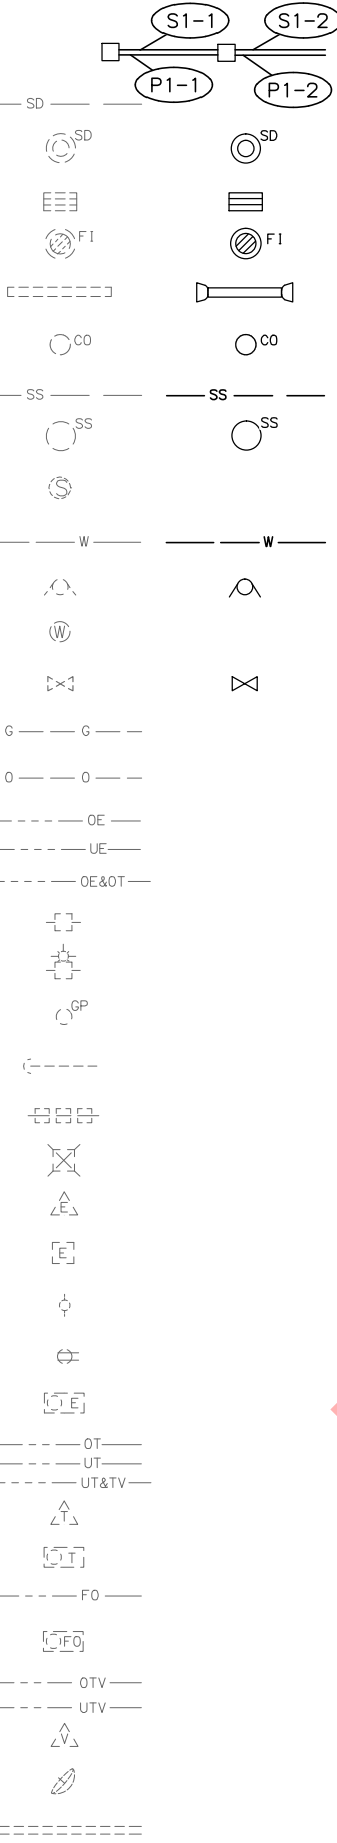 S1-1 S1-2
P1-1 P1-2
SD
SD SD
FI FI
CO CO
SS SS
SS SS
S
W W
W
G G
O O
OE
UE
OE&OT
GP
E
E
E
OT
UT
UT&TV
T
T
FO
FO
OTV
UTV
V
H